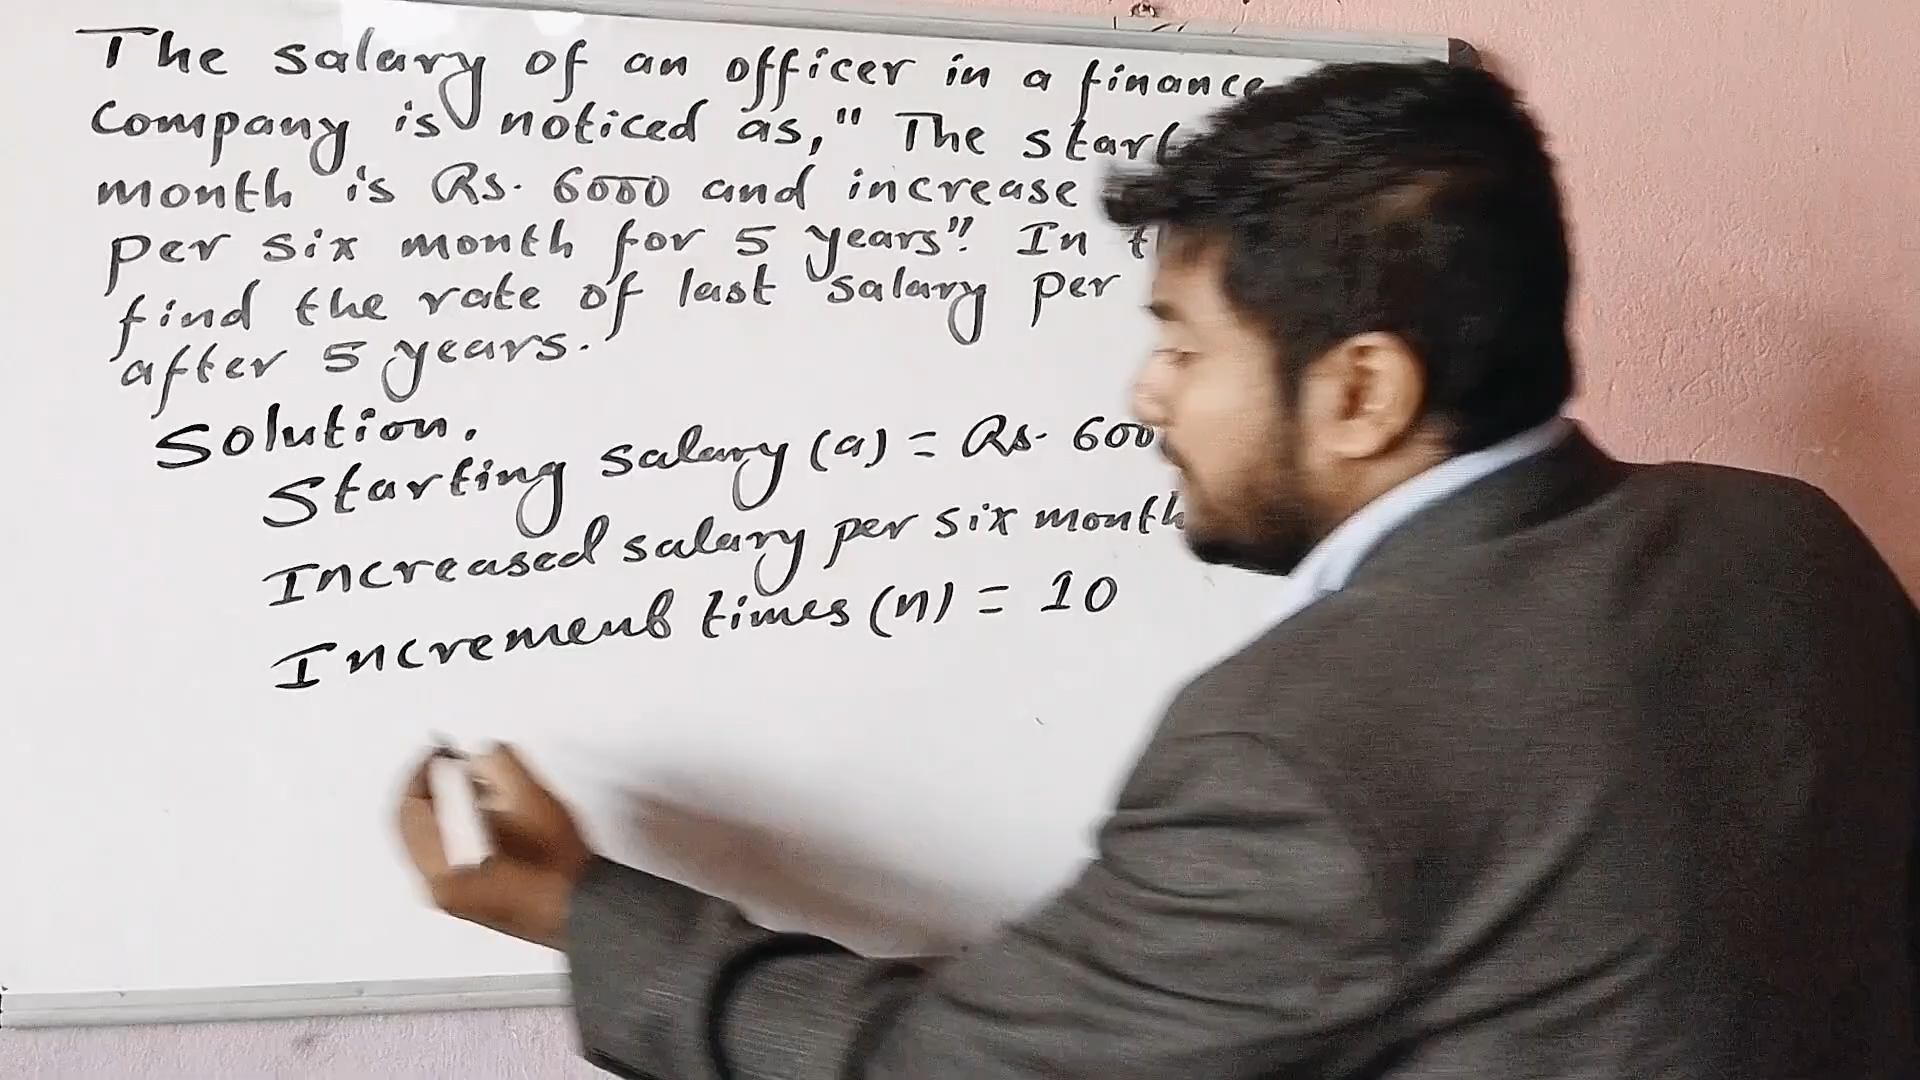 The salary of an officer in a finance
company is noticed as, " The start
month is Rs. 6000 and increase
per six month for 5 years". In
find the rate of last salary per
after 5 years.
Solution.
Starting salary (a) = Rs. 600
Increased salary per six month
Increment times (n) = 10